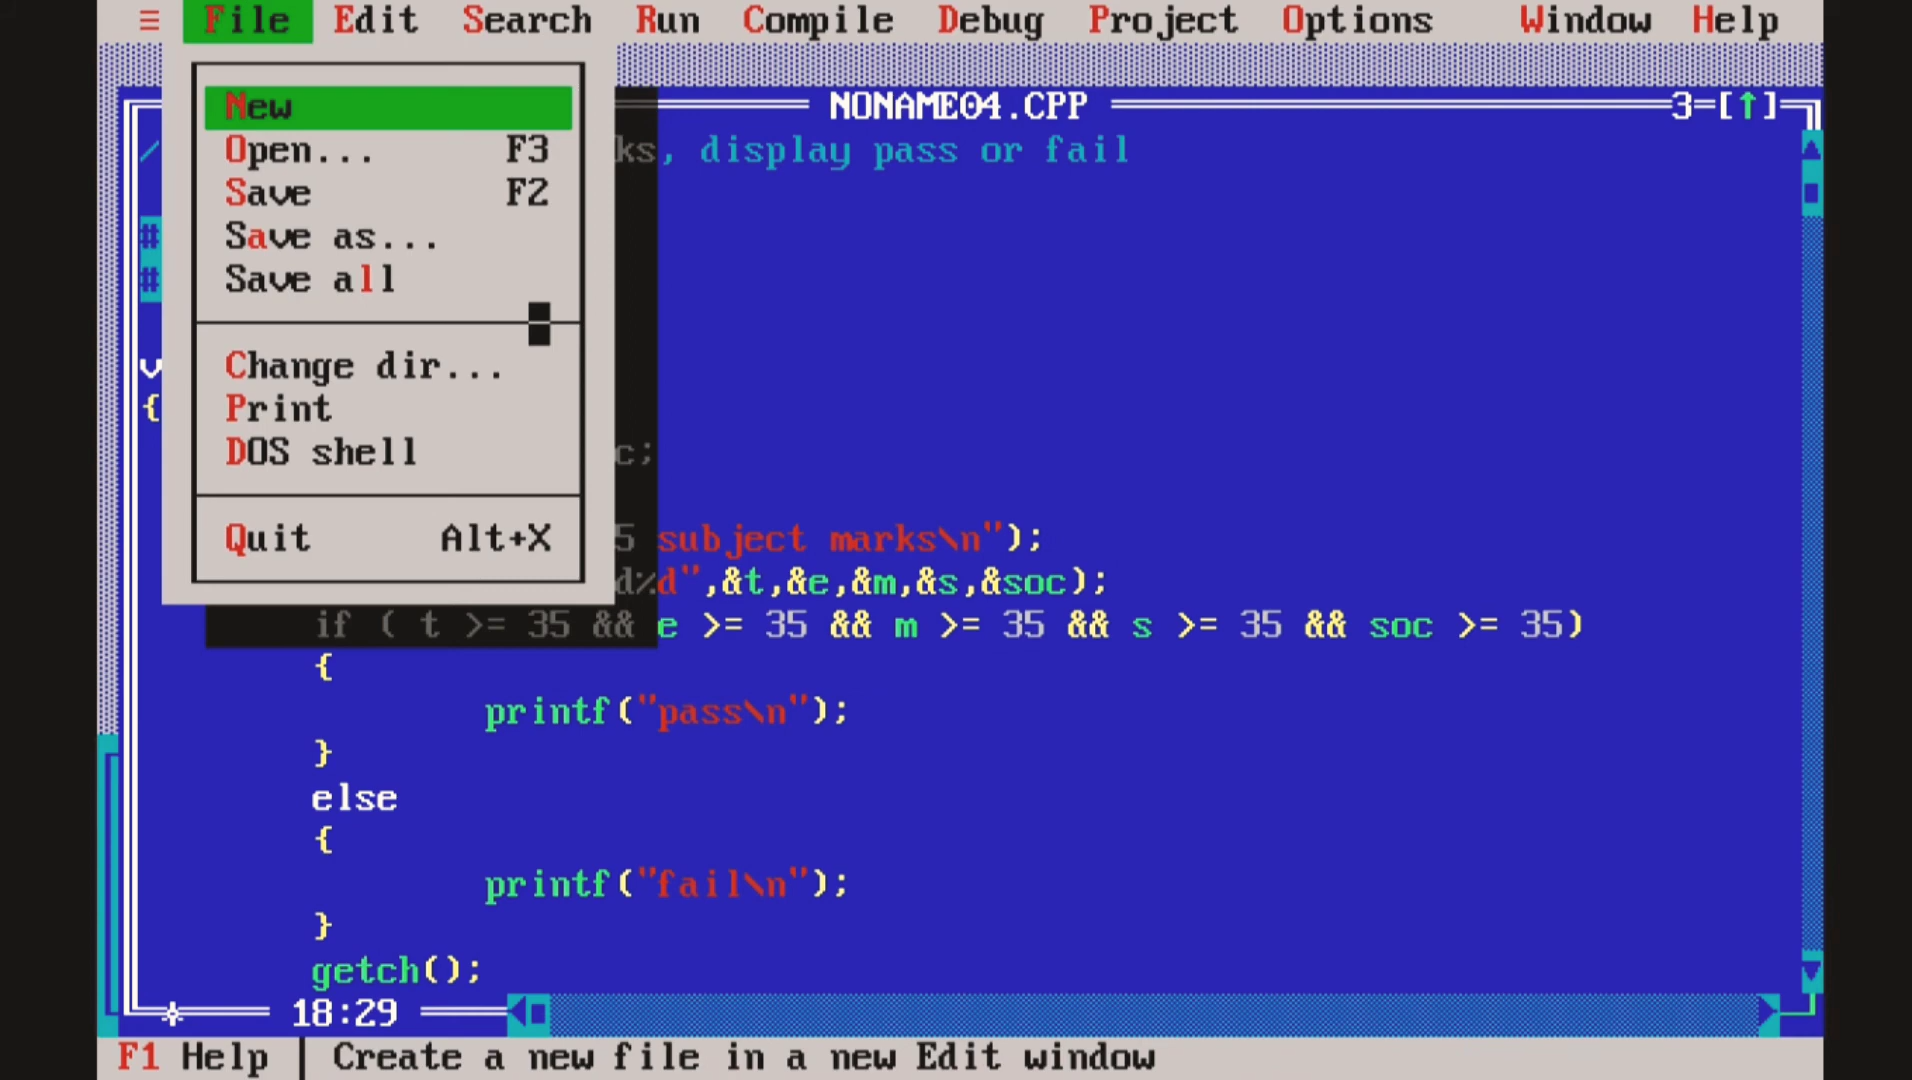 ≡ File Edit Search Run Compile Debug Project Options Window Help
NONAME04.CPP 3=[↑]
New
Open... F3
Save F2
Save as...
Save all
Change dir...
Print
DOS shell
Quit Alt+X
/ ks, display pass or fail
#
#
v
{
c;
5 subject marks\n");
d%d",&t,&e,&m,&s,&soc);
if ( t >= 35 && e >= 35 && m >= 35 && s >= 35 && soc >= 35)
{
printf("pass\n");
}
else
{
printf("fail\n");
}
getch();
18:29
F1 Help | Create a new file in a new Edit window